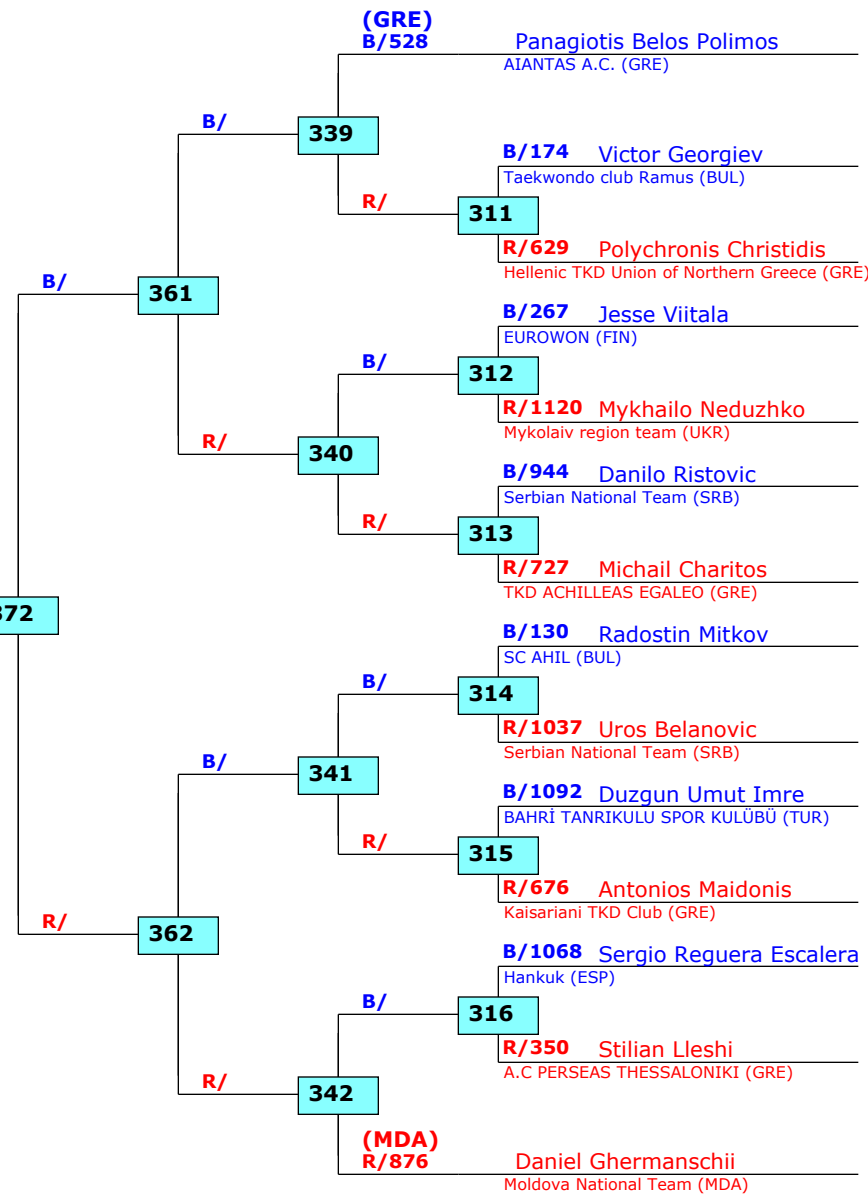 (GRE)
B/528 Panagiotis Belos Polimos
AIANTAS A.C. (GRE)
B/
339
B/174 Victor Georgiev
Taekwondo club Ramus (BUL)
R/
311
R/629 Polychronis Christidis
Hellenic TKD Union of Northern Greece (GRE)
B/
361
B/267 Jesse Viitala
EUROWON (FIN)
B/
312
R/1120 Mykhailo Neduzhko
Mykolaiv region team (UKR)
R/
340
B/944 Danilo Ristovic
Serbian National Team (SRB)
R/
313
R/727 Michail Charitos
TKD ACHILLEAS EGALEO (GRE)
372
B/130 Radostin Mitkov
SC AHIL (BUL)
B/
314
R/1037 Uros Belanovic
Serbian National Team (SRB)
B/
341
B/1092 Duzgun Umut Imre
BAHRİ TANRIKULU SPOR KULÜBÜ (TUR)
R/
315
R/676 Antonios Maidonis
Kaisariani TKD Club (GRE)
R/
362
B/1068 Sergio Reguera Escalera
Hankuk (ESP)
B/
316
R/350 Stilian Lleshi
A.C PERSEAS THESSALONIKI (GRE)
R/
342
(MDA)
R/876 Daniel Ghermanschii
Moldova National Team (MDA)